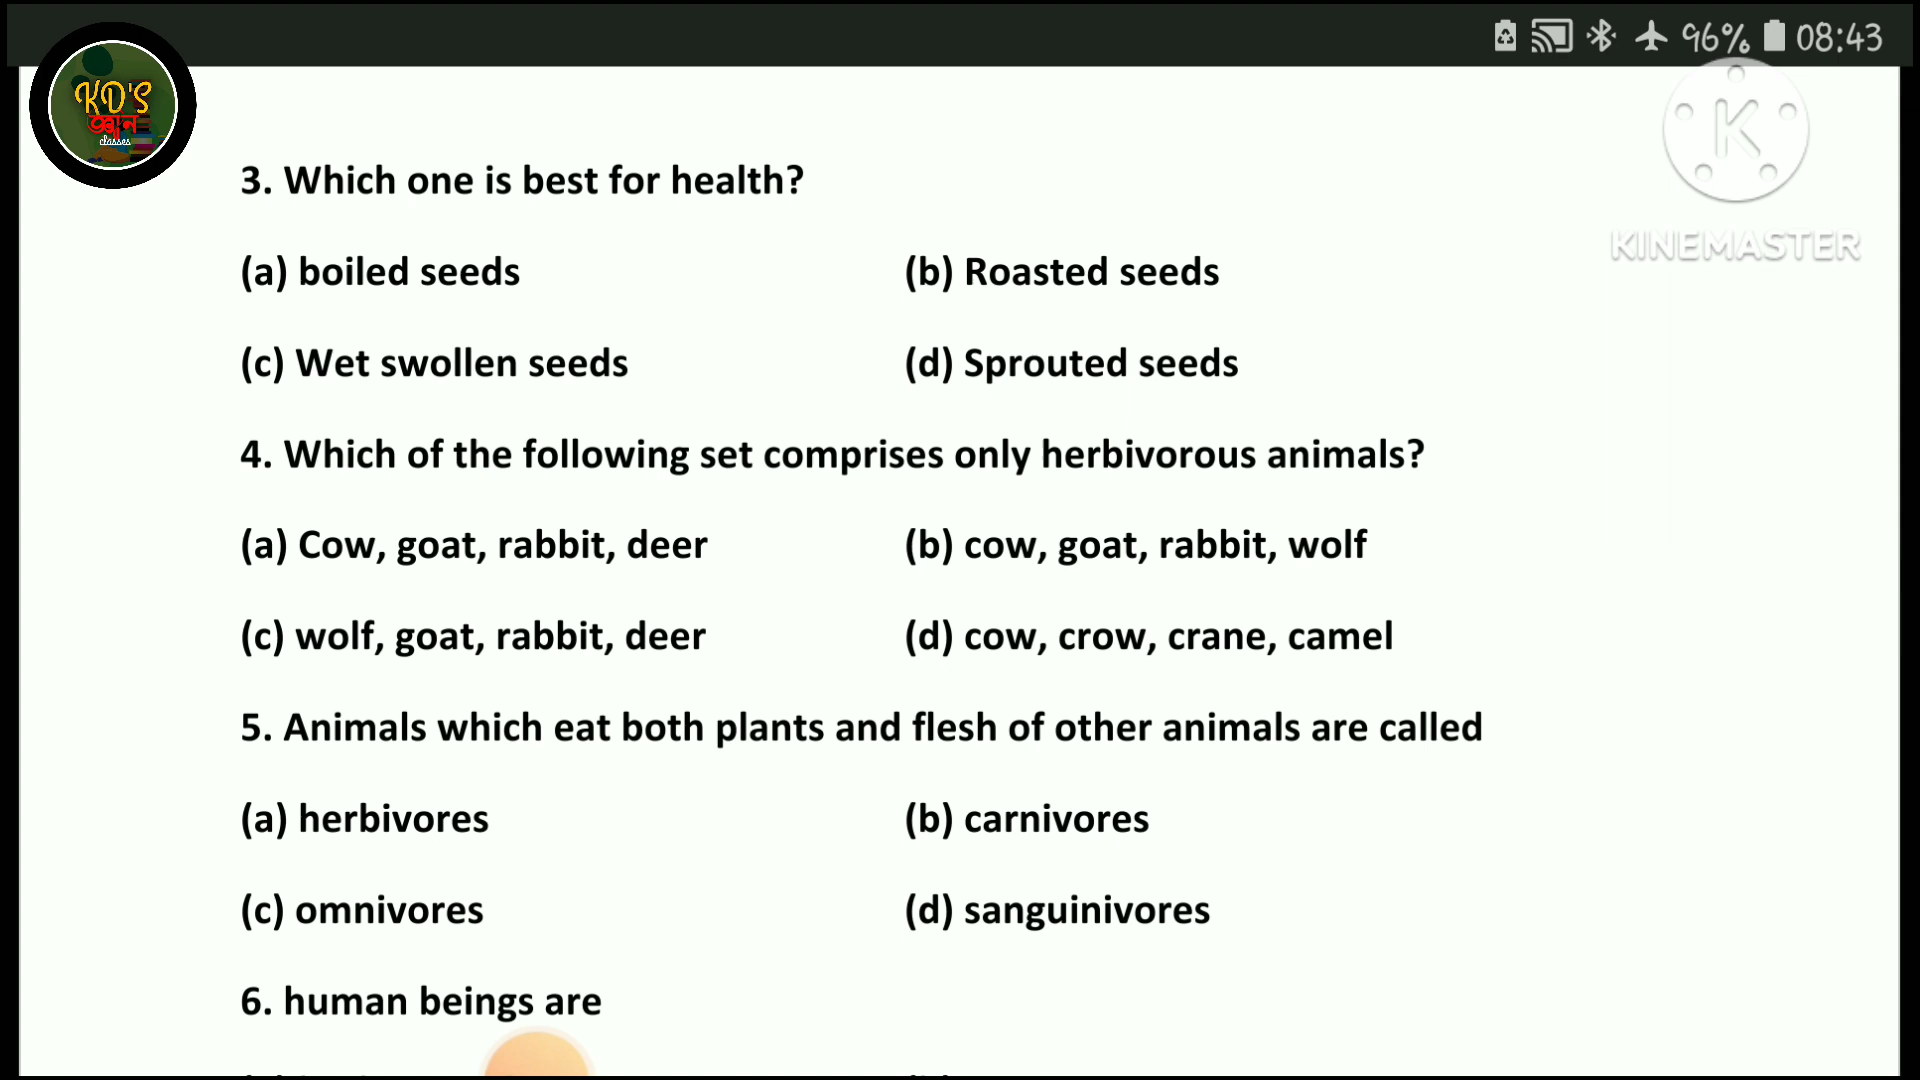 96% 08:43
KD'S
জ্ঞান
classes
KINEMASTER
3. Which one is best for health?
(a) boiled seeds (b) Roasted seeds
(c) Wet swollen seeds (d) Sprouted seeds
4. Which of the following set comprises only herbivorous animals?
(a) Cow, goat, rabbit, deer (b) cow, goat, rabbit, wolf
(c) wolf, goat, rabbit, deer (d) cow, crow, crane, camel
5. Animals which eat both plants and flesh of other animals are called
(a) herbivores (b) carnivores
(c) omnivores (d) sanguinivores
6. human beings are